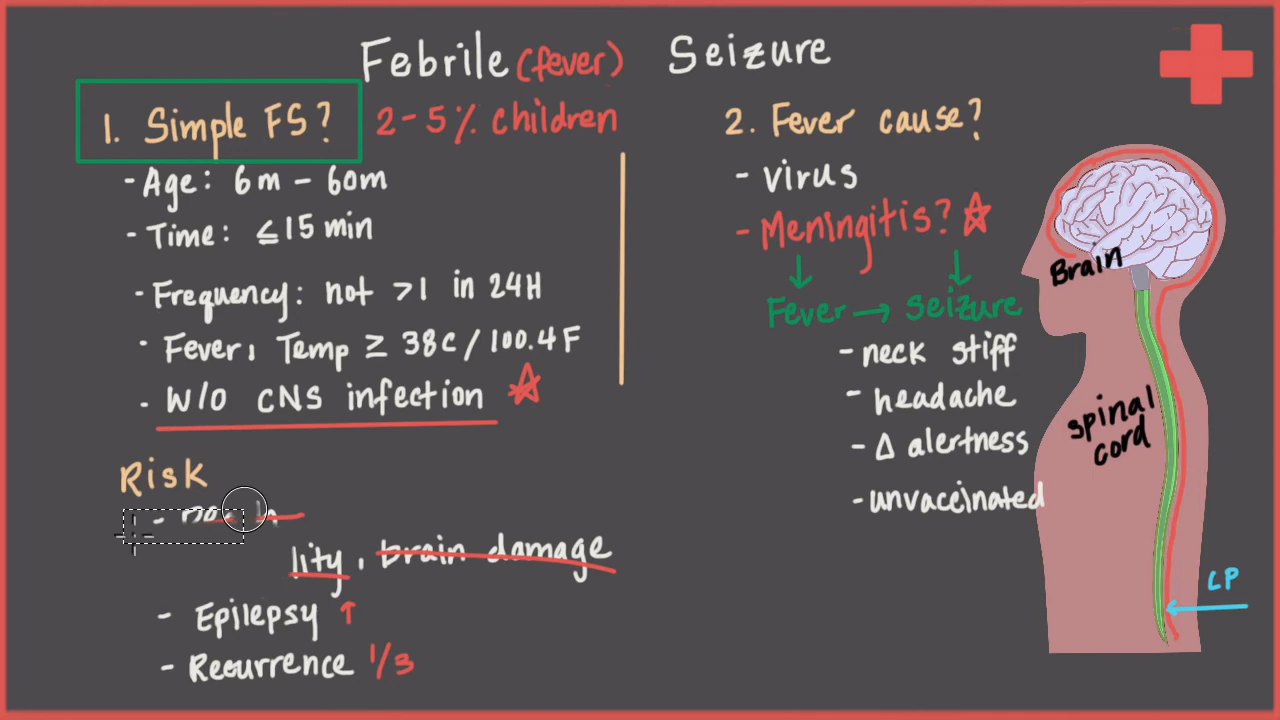 Febrile (fever) Seizure
1. Simple FS? 2-5% children
- Age: 6m - 60m
- Time: ≤ 15 min
- Frequency: not >1 in 24H
- Fever: Temp ≥ 38C / 100.4F
- W/O CNS infection ☆
Risk
lity, brain damage
- Epilepsy ↑
- Recurrence 1/3
2. Fever cause?
- virus
- Meningitis? ☆
Fever → Seizure
- neck stiff
- headache
- Δ alertness
- unvaccinated
Brain
spinal
cord
LP